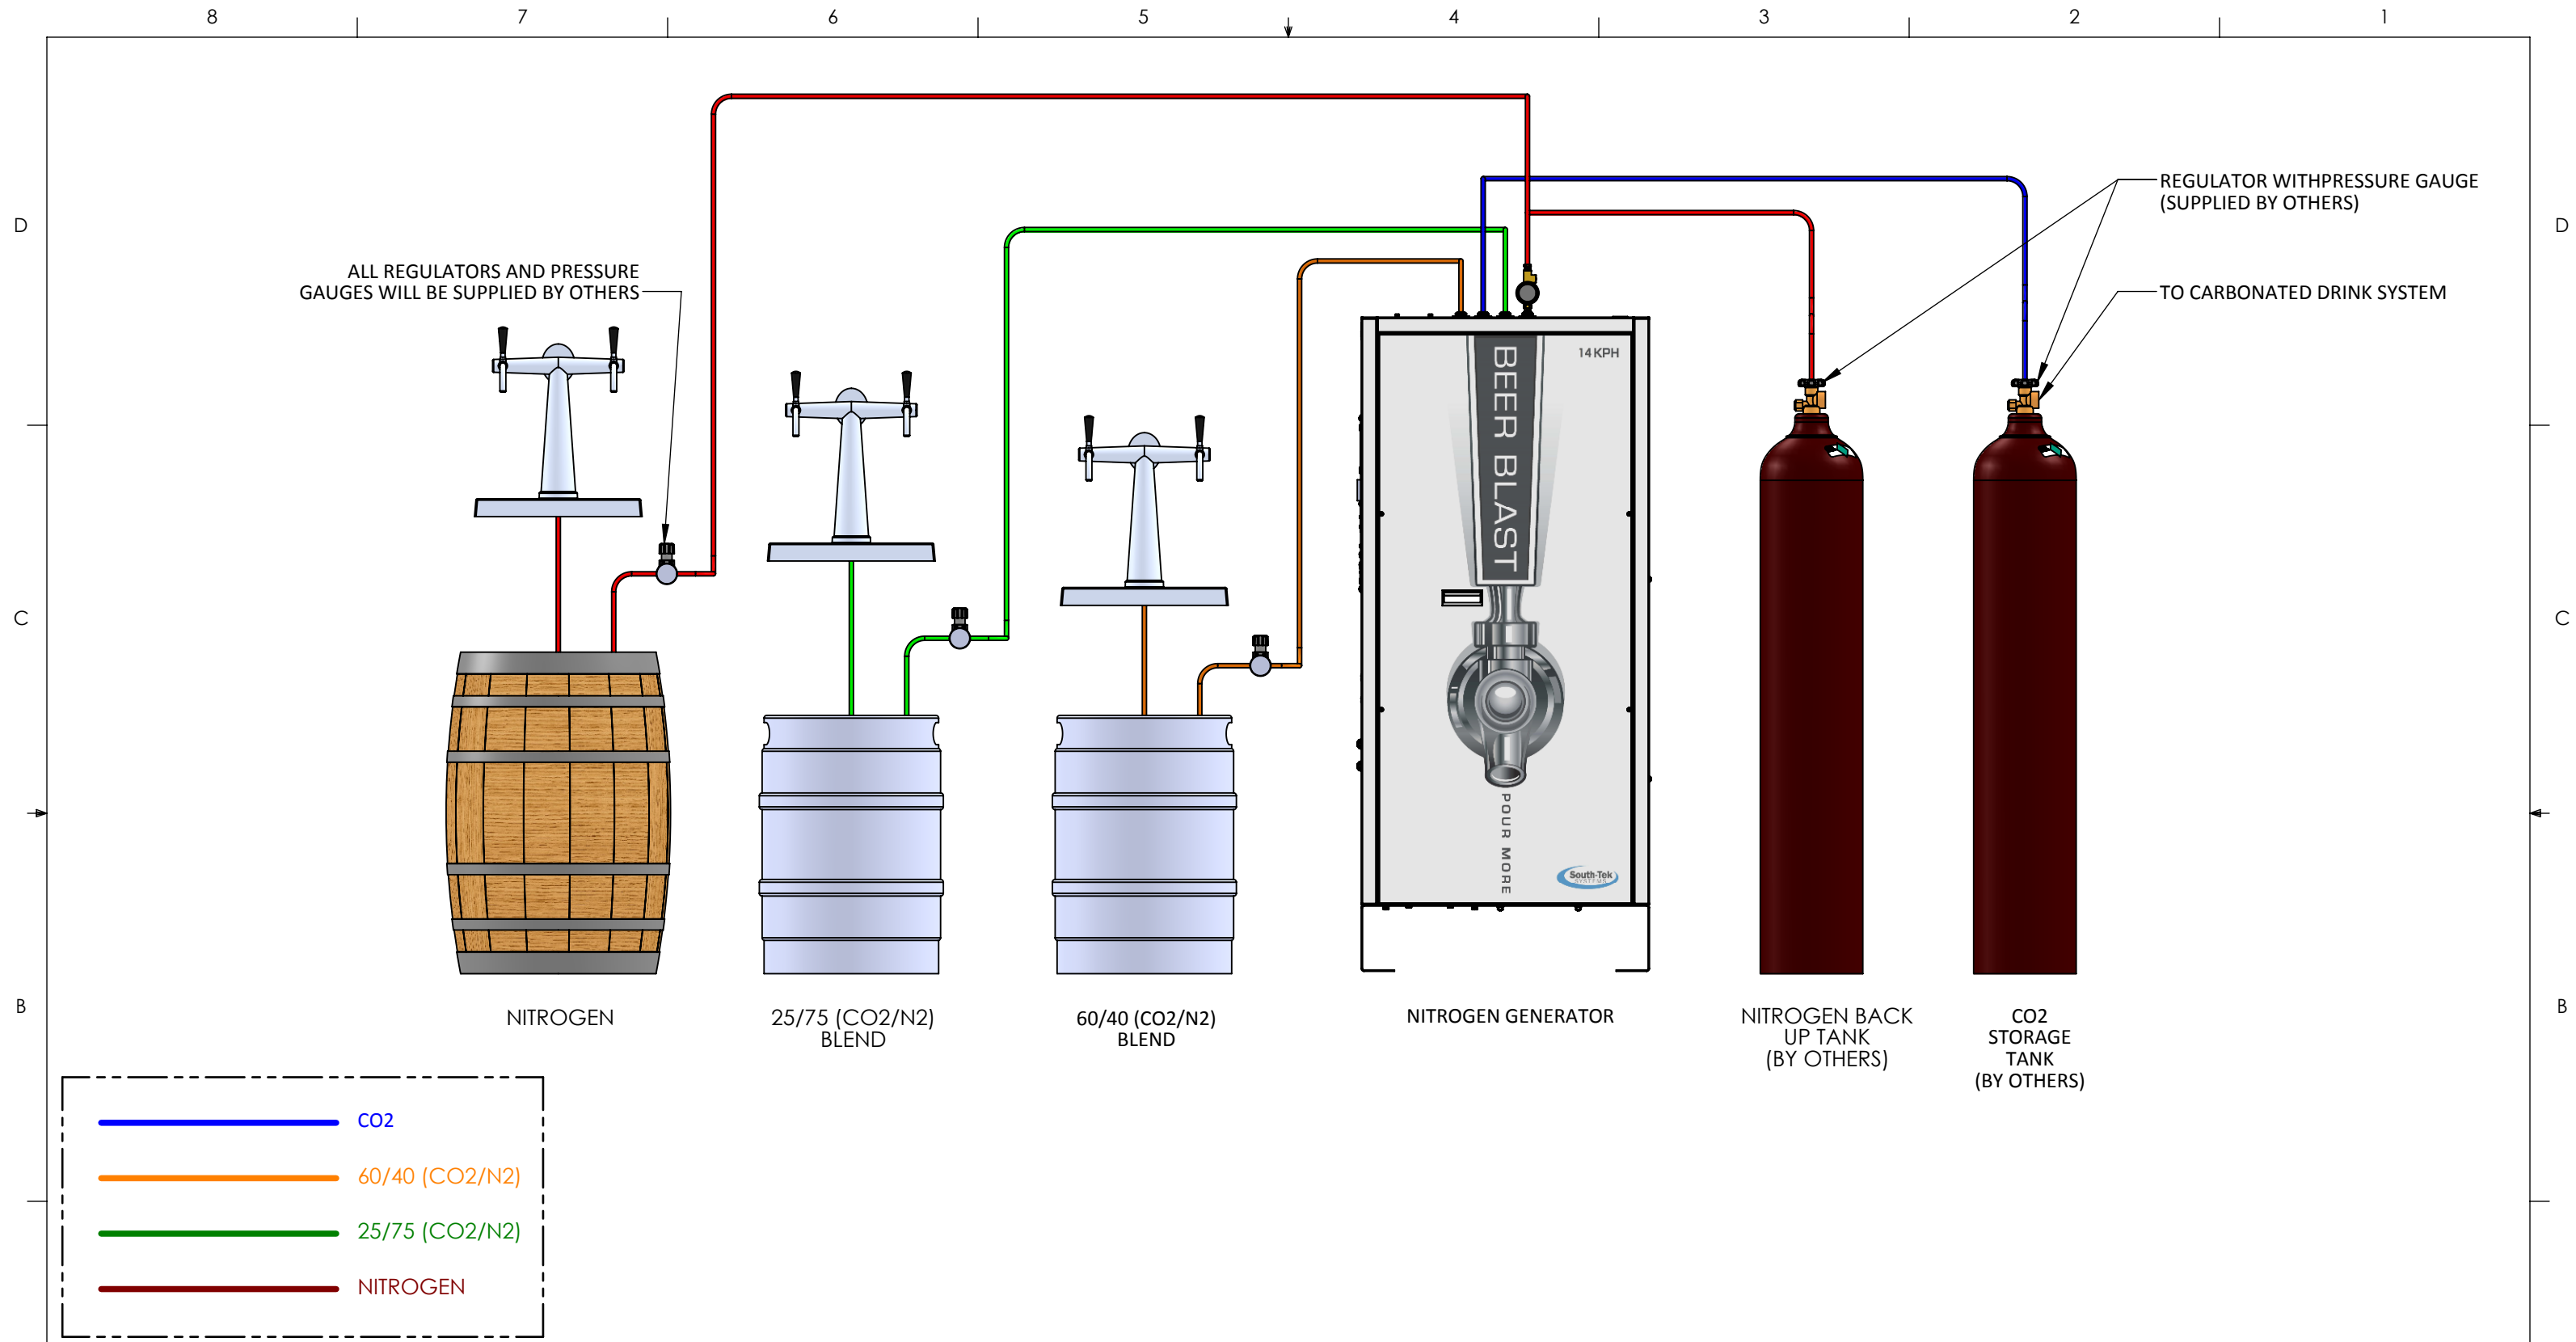 8 7 6 5 4 3 2 1
D
D
REGULATOR WITHPRESSURE GAUGE
(SUPPLIED BY OTHERS)
ALL REGULATORS AND PRESSURE
GAUGES WILL BE SUPPLIED BY OTHERS
TO CARBONATED DRINK SYSTEM
14 KPH
BEER BLAST
POUR MORE
South-Tek
SYSTEMS
C
C
B
B
NITROGEN
25/75 (CO2/N2)
BLEND
60/40 (CO2/N2)
BLEND
NITROGEN GENERATOR
NITROGEN BACK
UP TANK
(BY OTHERS)
CO2
STORAGE
TANK
(BY OTHERS)
CO2
60/40 (CO2/N2)
25/75 (CO2/N2)
NITROGEN